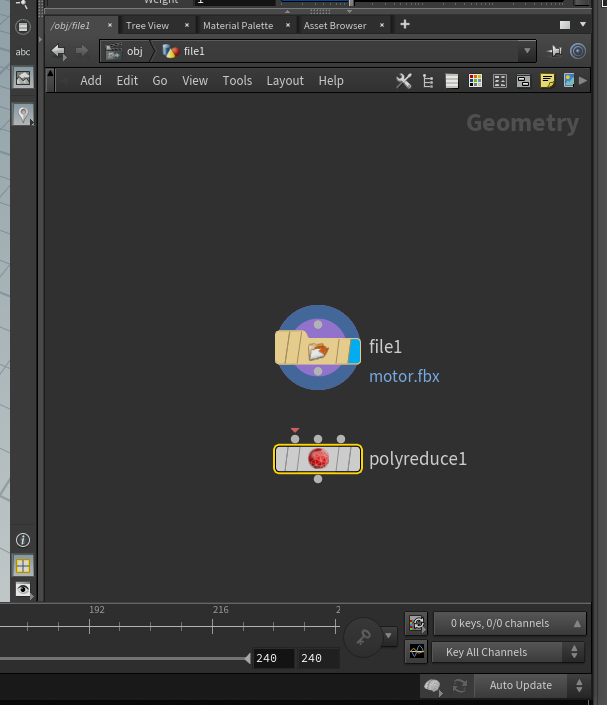 Weight 1
/obj/file1 × Tree View × Material Palette × Asset Browser × +
abc
obj file1
Add Edit Go View Tools Layout Help
Geometry
file1
motor.fbx
polyreduce1
192 216 2
0 keys, 0/0 channels
240 240 Key All Channels
Auto Update